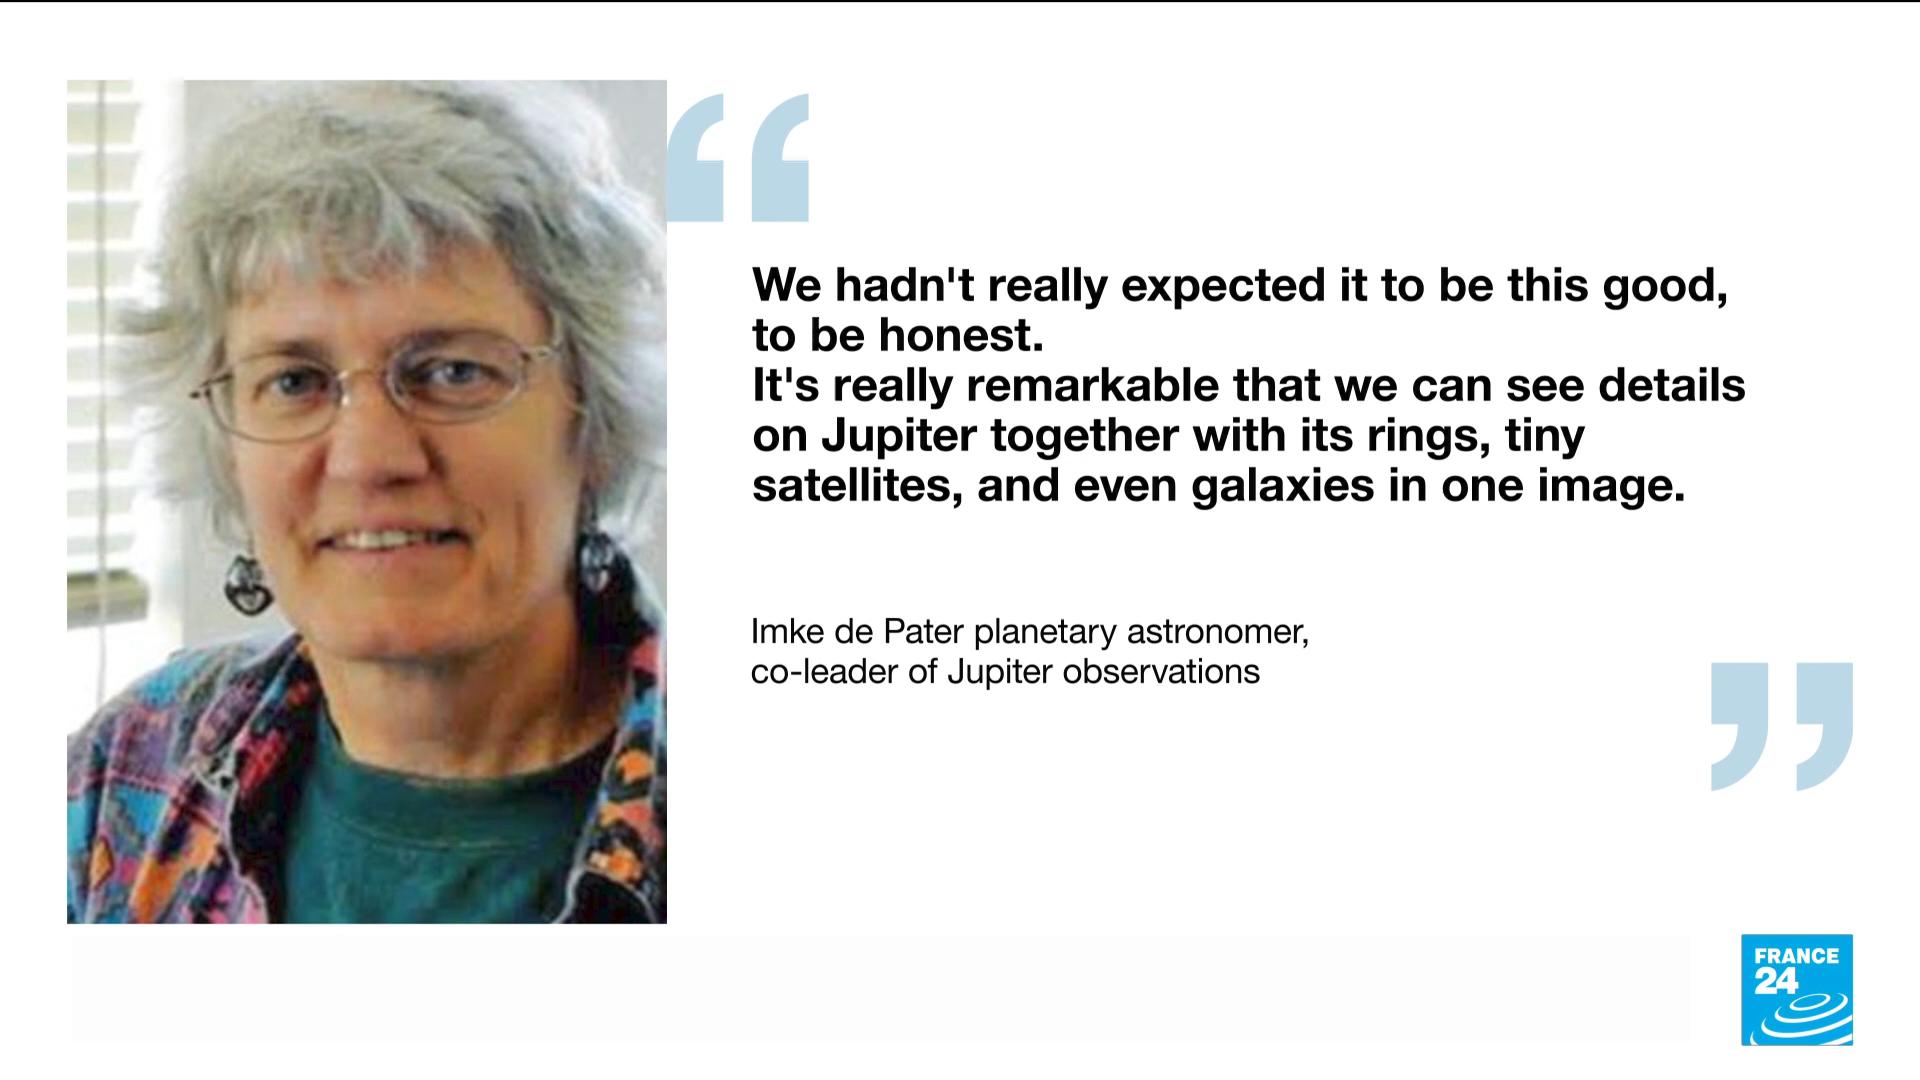 We hadn't really expected it to be this good,
to be honest.
It's really remarkable that we can see details
on Jupiter together with its rings, tiny
satellites, and even galaxies in one image.
Imke de Pater planetary astronomer,
co-leader of Jupiter observations
FRANCE
24